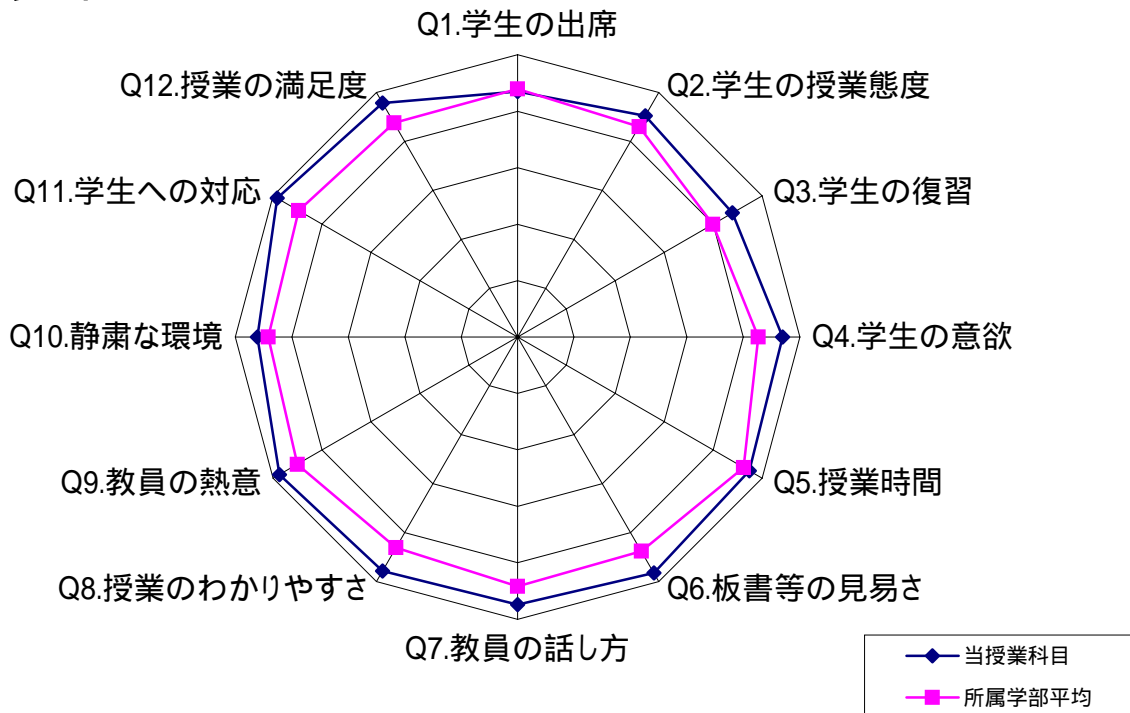 Q1.学生の出席
Q2.学生の授業態度
Q3.学生の復習
Q4.学生の意欲
Q5.授業時間
Q6.板書等の見易さ
Q7.教員の話し方
Q8.授業のわかりやすさ
Q9.教員の熱意
Q10.静粛な環境
Q11.学生への対応
Q12.授業の満足度
当授業科目
所属学部平均